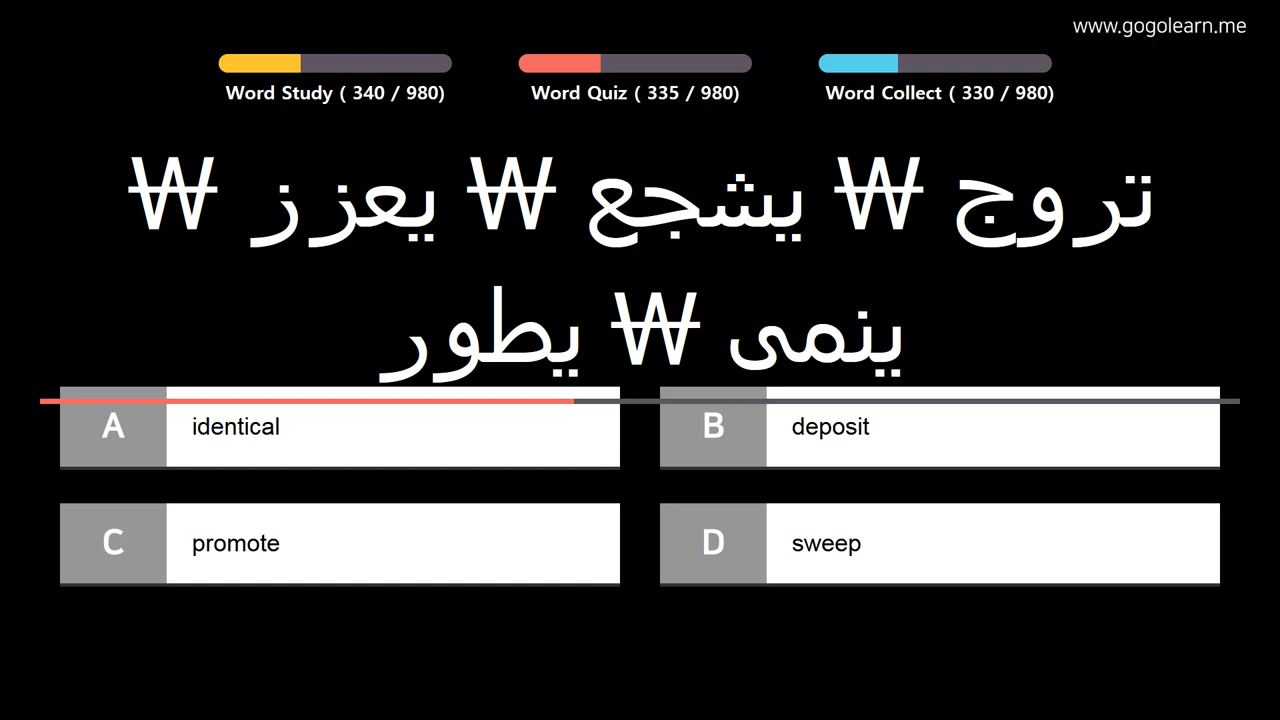 www.gogolearn.me
Word Study ( 340 / 980)
Word Quiz ( 335 / 980)
Word Collect ( 330 / 980)
تروج ₩ يشجع ₩ يعزز ₩
ينمى ₩ يطور
A identical
B deposit
C promote
D sweep